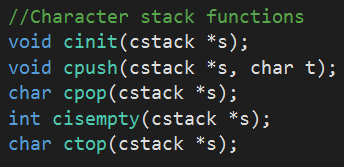 //Character stack functions
void cinit(cstack *s);
void cpush(cstack *s, char t);
char cpop(cstack *s);
int cisempty(cstack *s);
char ctop(cstack *s);